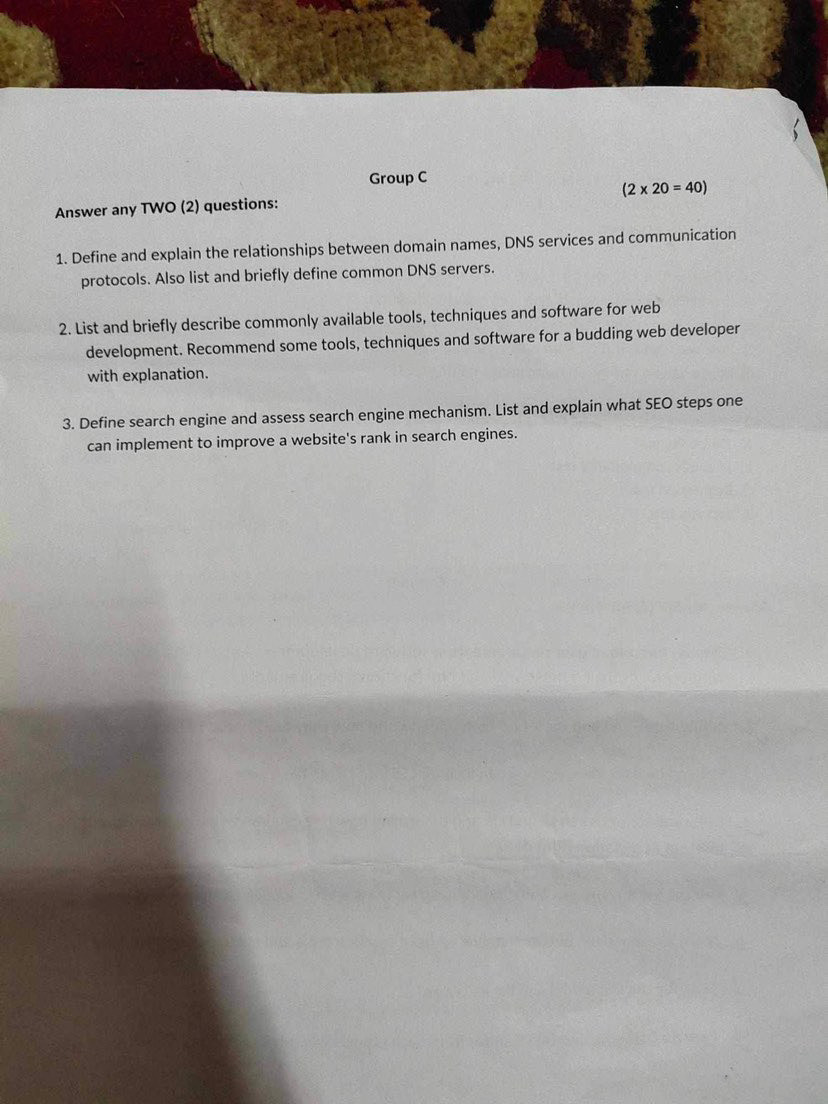 Group C
(2 x 20 = 40)
Answer any TWO (2) questions:
1. Define and explain the relationships between domain names, DNS services and communication
protocols. Also list and briefly define common DNS servers.
2. List and briefly describe commonly available tools, techniques and software for web
development. Recommend some tools, techniques and software for a budding web developer
with explanation.
3. Define search engine and assess search engine mechanism. List and explain what SEO steps one
can implement to improve a website's rank in search engines.